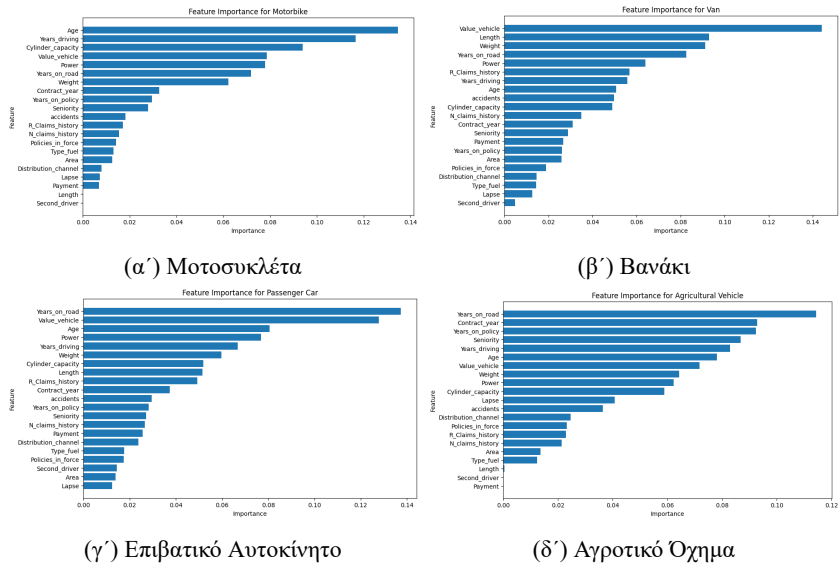 Feature Importance for Motorbike
Feature
Age
Years_driving
Cylinder_capacity
Value_vehicle
Power
Years_on_road
Weight
Contract_year
Years_on_policy
Seniority
accidents
R_Claims_history
N_claims_history
Policies_in_force
Type_fuel
Area
Distribution_channel
Lapse
Payment
Length
Second_driver
0.00 0.02 0.04 0.06 0.08 0.10 0.12 0.14
Importance
(α΄) Μοτοσυκλέτα
Feature Importance for Van
Feature
Value_vehicle
Length
Weight
Years_on_road
Power
R_Claims_history
Years_driving
Age
accidents
Cylinder_capacity
N_claims_history
Contract_year
Seniority
Payment
Years_on_policy
Area
Policies_in_force
Distribution_channel
Type_fuel
Lapse
Second_driver
0.00 0.02 0.04 0.06 0.08 0.10 0.12 0.14
Importance
(β΄) Βανάκι
Feature Importance for Passenger Car
Feature
Years_on_road
Value_vehicle
Age
Power
Years_driving
Weight
Cylinder_capacity
Length
R_Claims_history
Contract_year
accidents
Years_on_policy
Seniority
N_claims_history
Payment
Distribution_channel
Type_fuel
Policies_in_force
Second_driver
Area
Lapse
0.00 0.02 0.04 0.06 0.08 0.10 0.12 0.14
Importance
(γ΄) Επιβατικό Αυτοκίνητο
Feature Importance for Agricultural Vehicle
Feature
Years_on_road
Contract_year
Years_on_policy
Seniority
Years_driving
Age
Value_vehicle
Weight
Power
Cylinder_capacity
Lapse
accidents
Distribution_channel
Policies_in_force
R_Claims_history
N_claims_history
Area
Type_fuel
Length
Second_driver
Payment
0.00 0.02 0.04 0.06 0.08 0.10 0.12
Importance
(δ΄) Αγροτικό Όχημα